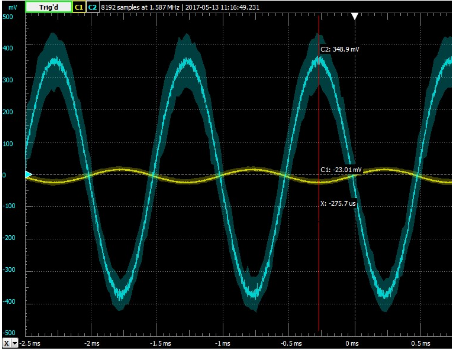 mV Trig'd C1 C2 8192 samples at 1.587 MHz | 2017-05-13 11:16:49.231
500
400
300
200
100
0
-100
-200
-300
-400
-500
C2: 348.9 mV
C1: -23.01 mV
X: -275.7 us
X -2.5 ms -2 ms -1.5 ms -1 ms -0.5 ms 0 ms 0.5 ms